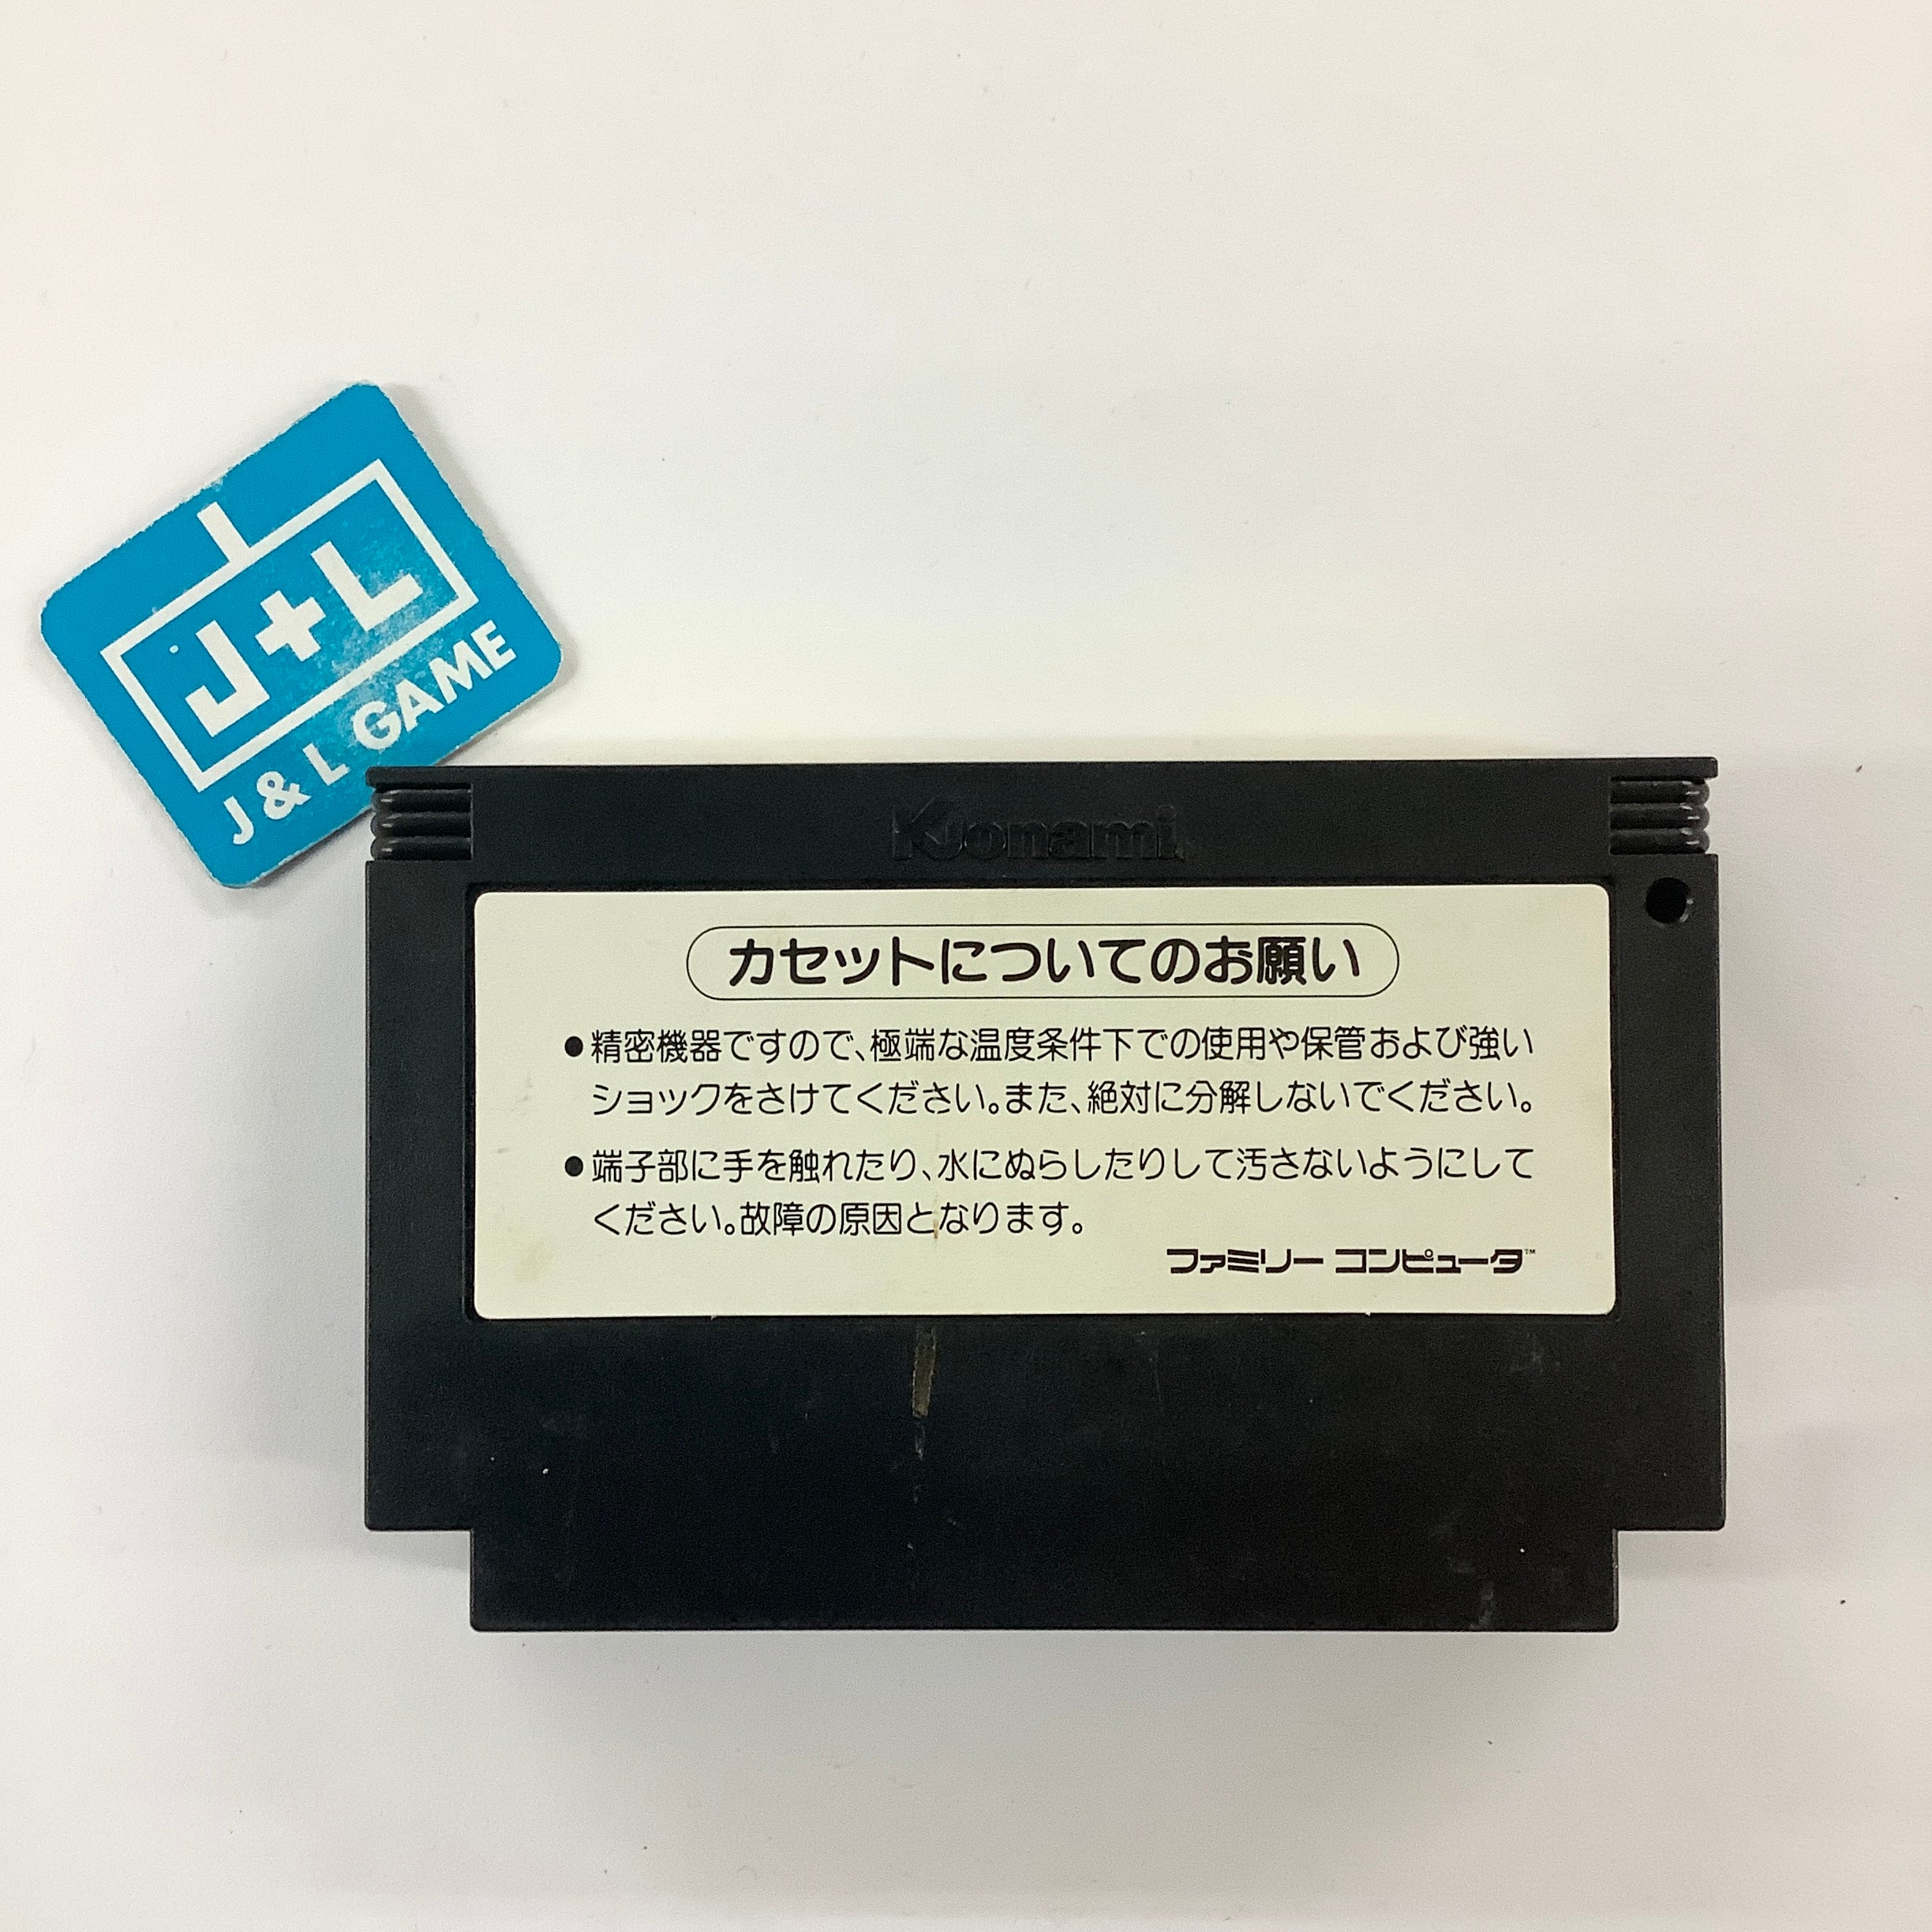 J+L
J & L GAME
Konami
カセットについてのお願い
●精密機器ですので、極端な温度条件下での使用や保管および強い
ショックをさけてください。また、絶対に分解しないでください。
●端子部に手を触れたり、水にぬらしたりして汚さないようにして
ください。故障の原因となります。
ファミリー コンピュータ™